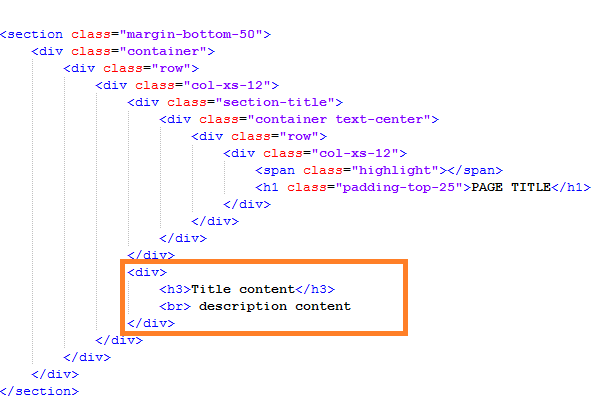 <section class="margin-bottom-50">
<div class="container">
<div class="row">
<div class="col-xs-12">
<div class="section-title">
<div class="container text-center">
<div class="row">
<div class="col-xs-12">
<span class="highlight"></span>
<h1 class="padding-top-25">PAGE TITLE</h1>
</div>
</div>
</div>
</div>
<div>
<h3>Title content</h3>
<br> description content
</div>
</div>
</div>
</div>
</section>